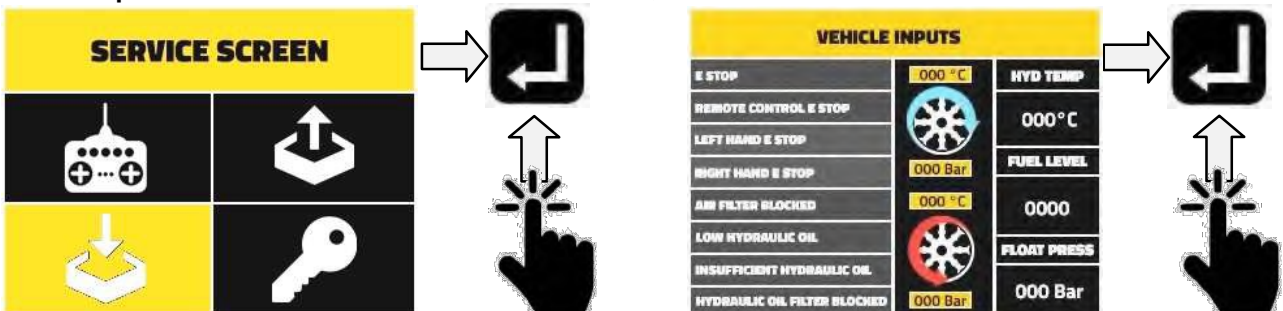 SERVICE SCREEN
VEHICLE INPUTS
E STOP
REMOTE CONTROL E STOP
LEFT HAND E STOP
RIGHT HAND E STOP
AIR FILTER BLOCKED
LOW HYDRAULIC OIL
INSUFFICIENT HYDRAULIC OIL
HYDRAULIC OIL FILTER BLOCKED
000 °C
000 Bar
000 °C
000 Bar
HYD TEMP
000°C
FUEL LEVEL
0000
FLOAT PRESS
000 Bar